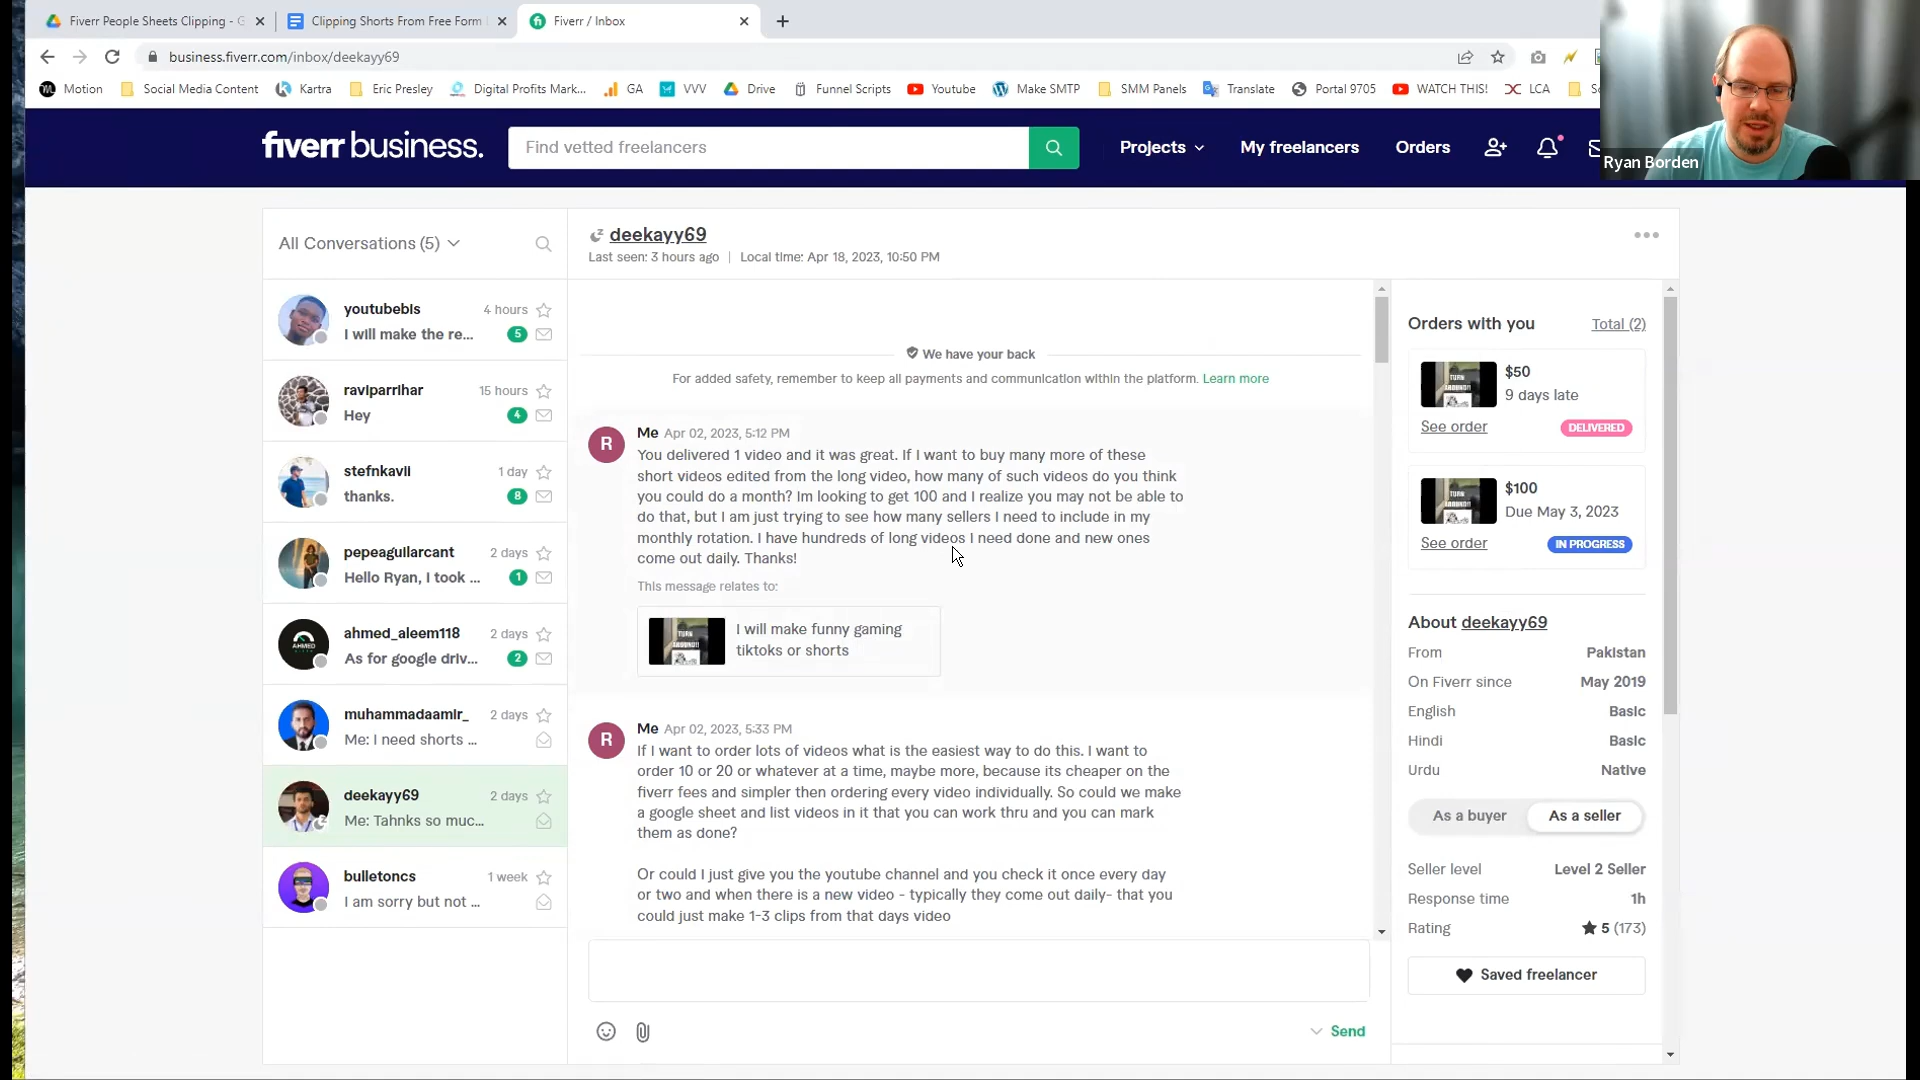 Fiverr People Sheets Clipping - G
Clipping Shorts From Free Form
Fiverr / Inbox
business.fiverr.com/inbox/deekayy69
Motion
Social Media Content
Kartra
Eric Presley
Digital Profits Mark...
GA
VVV
Drive
Funnel Scripts
Youtube
Make SMTP
SMM Panels
Translate
Portal 9705
WATCH THIS!
LCA
Ryan Borden
fiverr business.
Find vetted freelancers
Projects
My freelancers
Orders
All Conversations (5)
youtubebis
4 hours
I will make the re...
5
raviparrihar
15 hours
Hey
4
stefnkavii
1 day
thanks.
8
pepeaguilarcant
2 days
Hello Ryan, I took ...
1
ahmed_aleem118
2 days
As for google driv...
2
muhammadaamir_
2 days
Me: I need shorts ...
deekayy69
2 days
Me: Tahnks so muc...
bulletoncs
1 week
I am sorry but not ...
deekayy69
Last seen: 3 hours ago | Local time: Apr 18, 2023, 10:50 PM
We have your back
For added safety, remember to keep all payments and communication within the platform. Learn more
R
Me Apr 02, 2023, 5:12 PM
You delivered 1 video and it was great. If I want to buy many more of these
short videos edited from the long video, how many of such videos do you think
you could do a month? Im looking to get 100 and I realize you may not be able to
do that, but I am just trying to see how many sellers I need to include in my
monthly rotation. I have hundreds of long videos I need done and new ones
come out daily. Thanks!
This message relates to:
TURN
AROUND!!
I will make funny gaming
tiktoks or shorts
R
Me Apr 02, 2023, 5:33 PM
If I want to order lots of videos what is the easiest way to do this. I want to
order 10 or 20 or whatever at a time, maybe more, because its cheaper on the
fiverr fees and simpler then ordering every video individually. So could we make
a google sheet and list videos in it that you can work thru and you can mark
them as done?
Or could I just give you the youtube channel and you check it once every day
or two and when there is a new video - typically they come out daily- that you
could just make 1-3 clips from that days video
Send
Orders with you
Total (2)
TURN
AROUND!!
$50
9 days late
See order
DELIVERED
TURN
AROUND!!
$100
Due May 3, 2023
See order
IN PROGRESS
About deekayy69
From
Pakistan
On Fiverr since
May 2019
English
Basic
Hindi
Basic
Urdu
Native
As a buyer
As a seller
Seller level
Level 2 Seller
Response time
1h
Rating
5 (173)
Saved freelancer